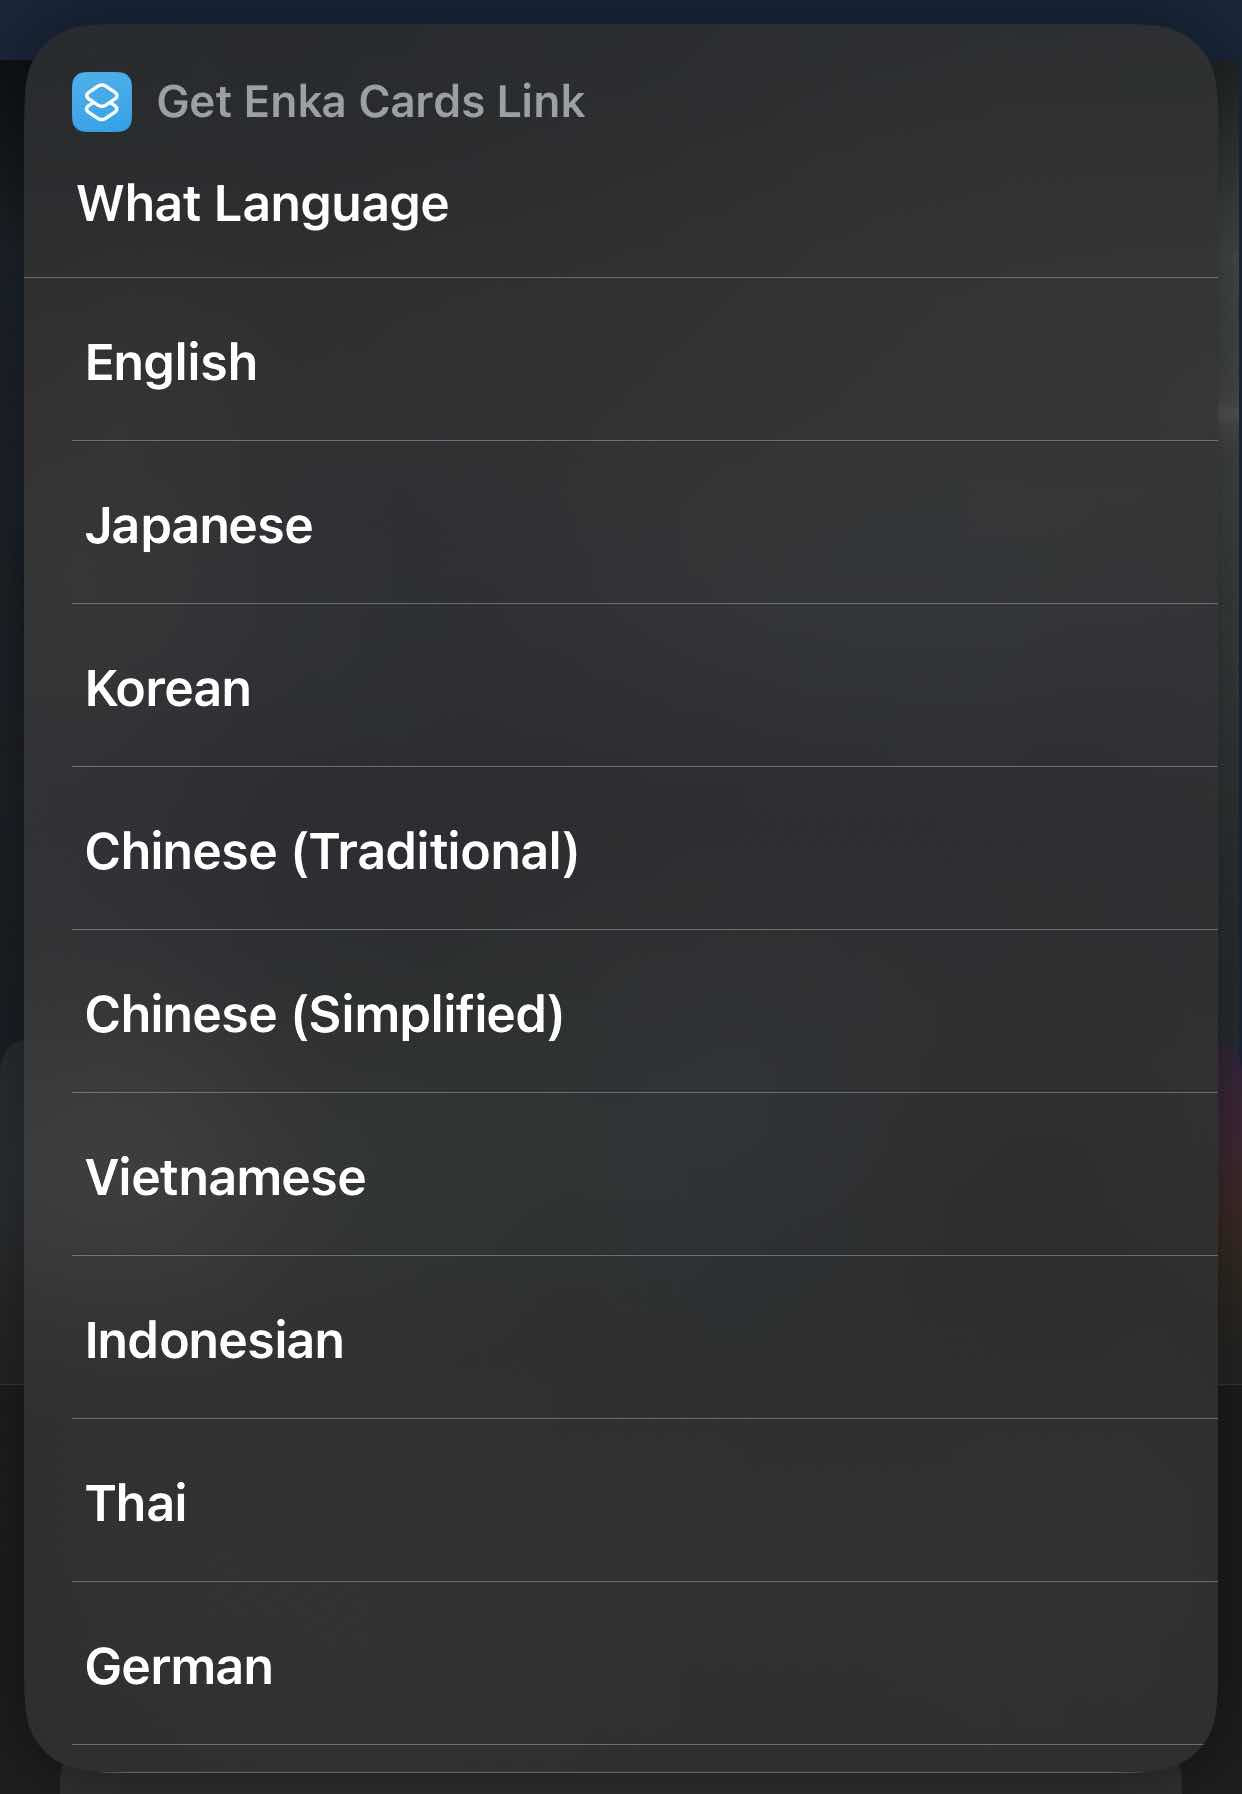 Get Enka Cards Link
What Language
English
Japanese
Korean
Chinese (Traditional)
Chinese (Simplified)
Vietnamese
Indonesian
Thai
German